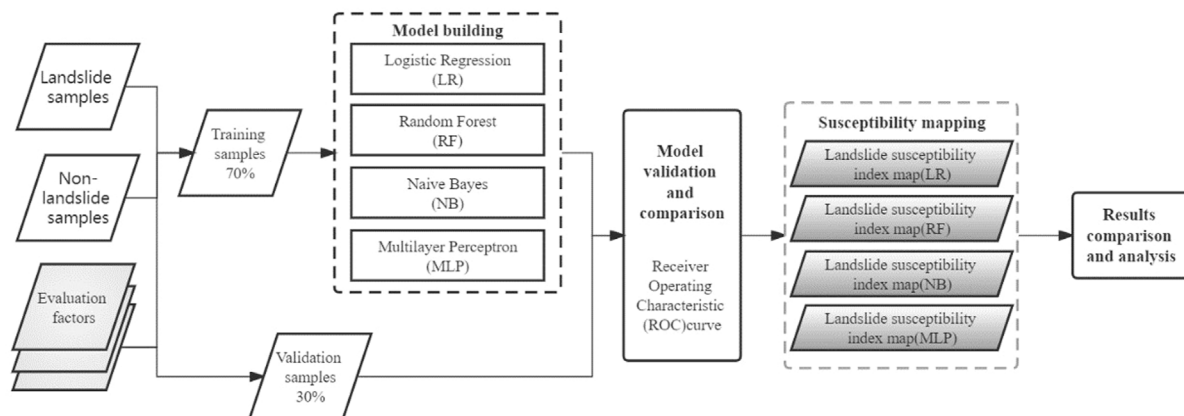 Landslide
samples
Non-
landslide
samples
Evaluation
factors
Training
samples
70%
Validation
samples
30%
Model building
Logistic Regression
(LR)
Random Forest
(RF)
Naive Bayes
(NB)
Multilayer Perceptron
(MLP)
Model
validation
and
comparison
Receiver
Operating
Characteristic
(ROC)curve
Susceptibility mapping
Landslide susceptibility
index map(LR)
Landslide susceptibility
index map(RF)
Landslide susceptibility
index map(NB)
Landslide susceptibility
index map(MLP)
Results
comparison
and analysis